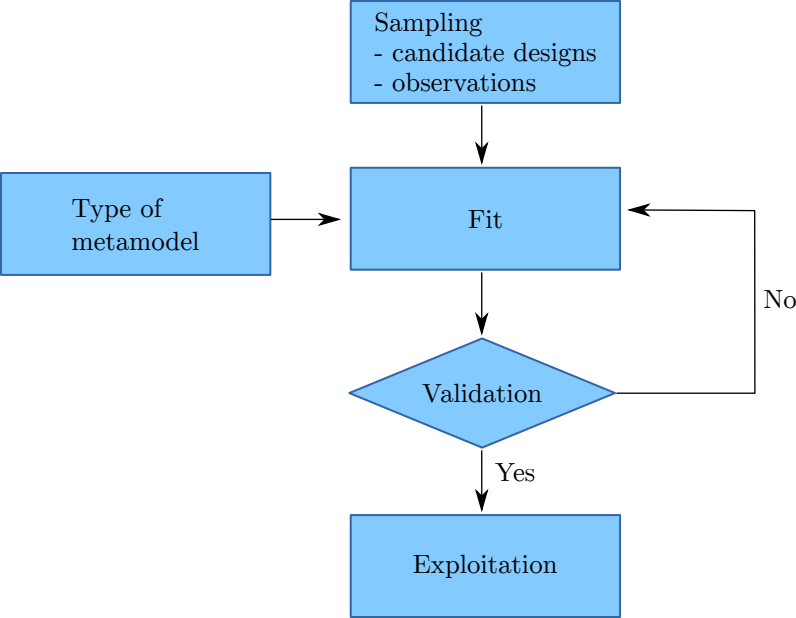 Sampling
- candidate designs
- observations
Type of
metamodel
Fit
No
Validation
Yes
Exploitation